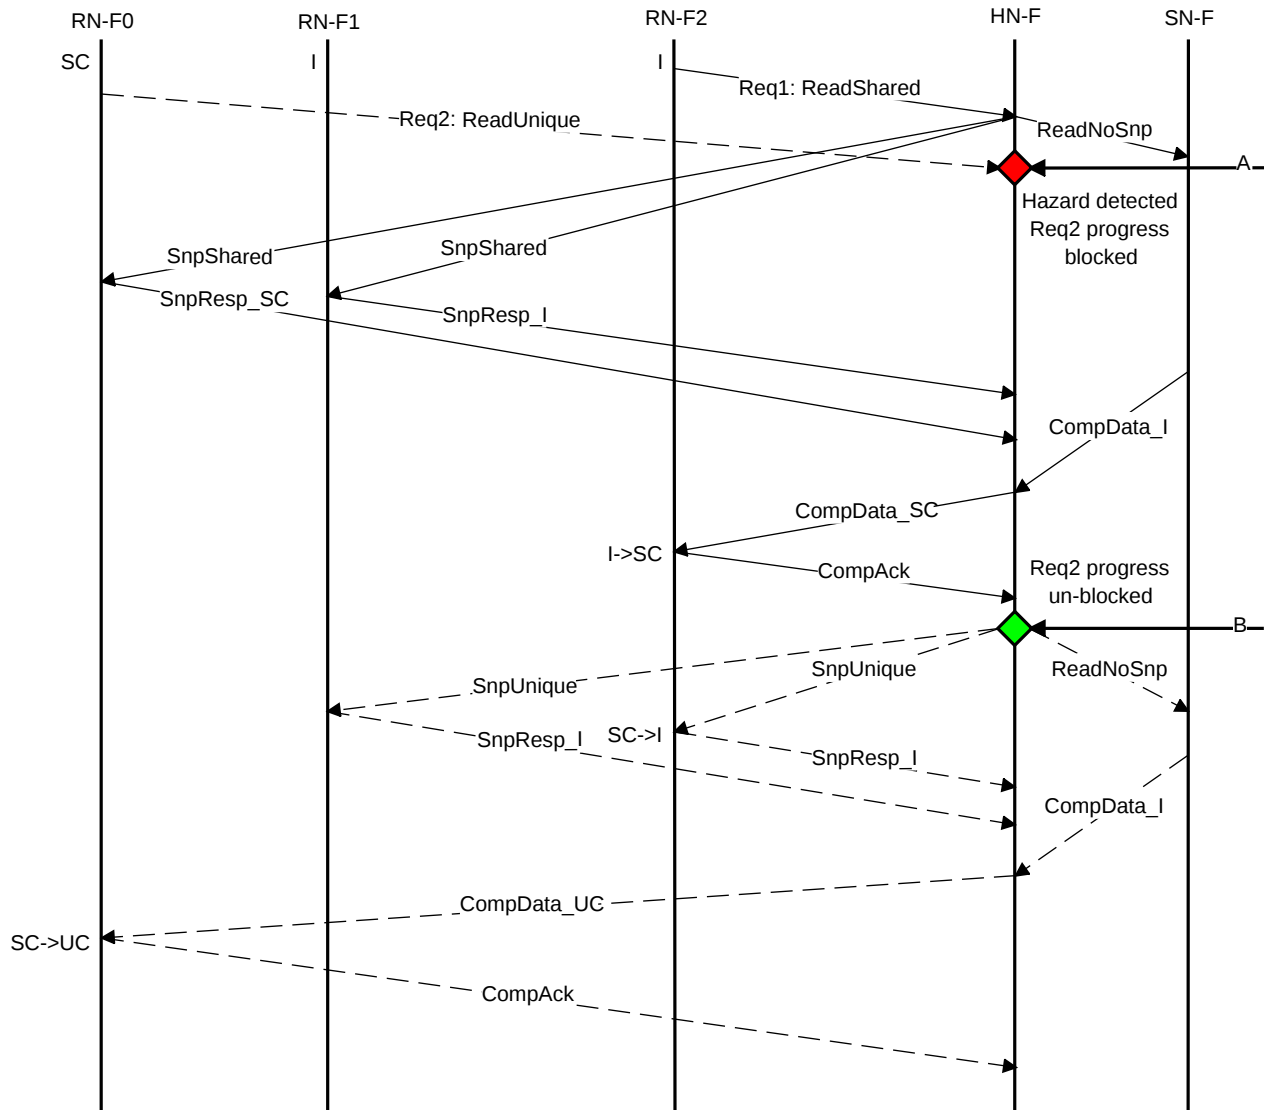 RN-F0
RN-F1
RN-F2
HN-F
SN-F
SC
I
I
Req1: ReadShared
Req2: ReadUnique
ReadNoSnp
A
Hazard detected
Req2 progress
blocked
SnpShared
SnpShared
SnpResp_SC
SnpResp_I
CompData_I
CompData_SC
I->SC
CompAck
Req2 progress
un-blocked
B
SnpUnique
SnpUnique
ReadNoSnp
SnpResp_I
SC->I
SnpResp_I
CompData_I
CompData_UC
SC->UC
CompAck